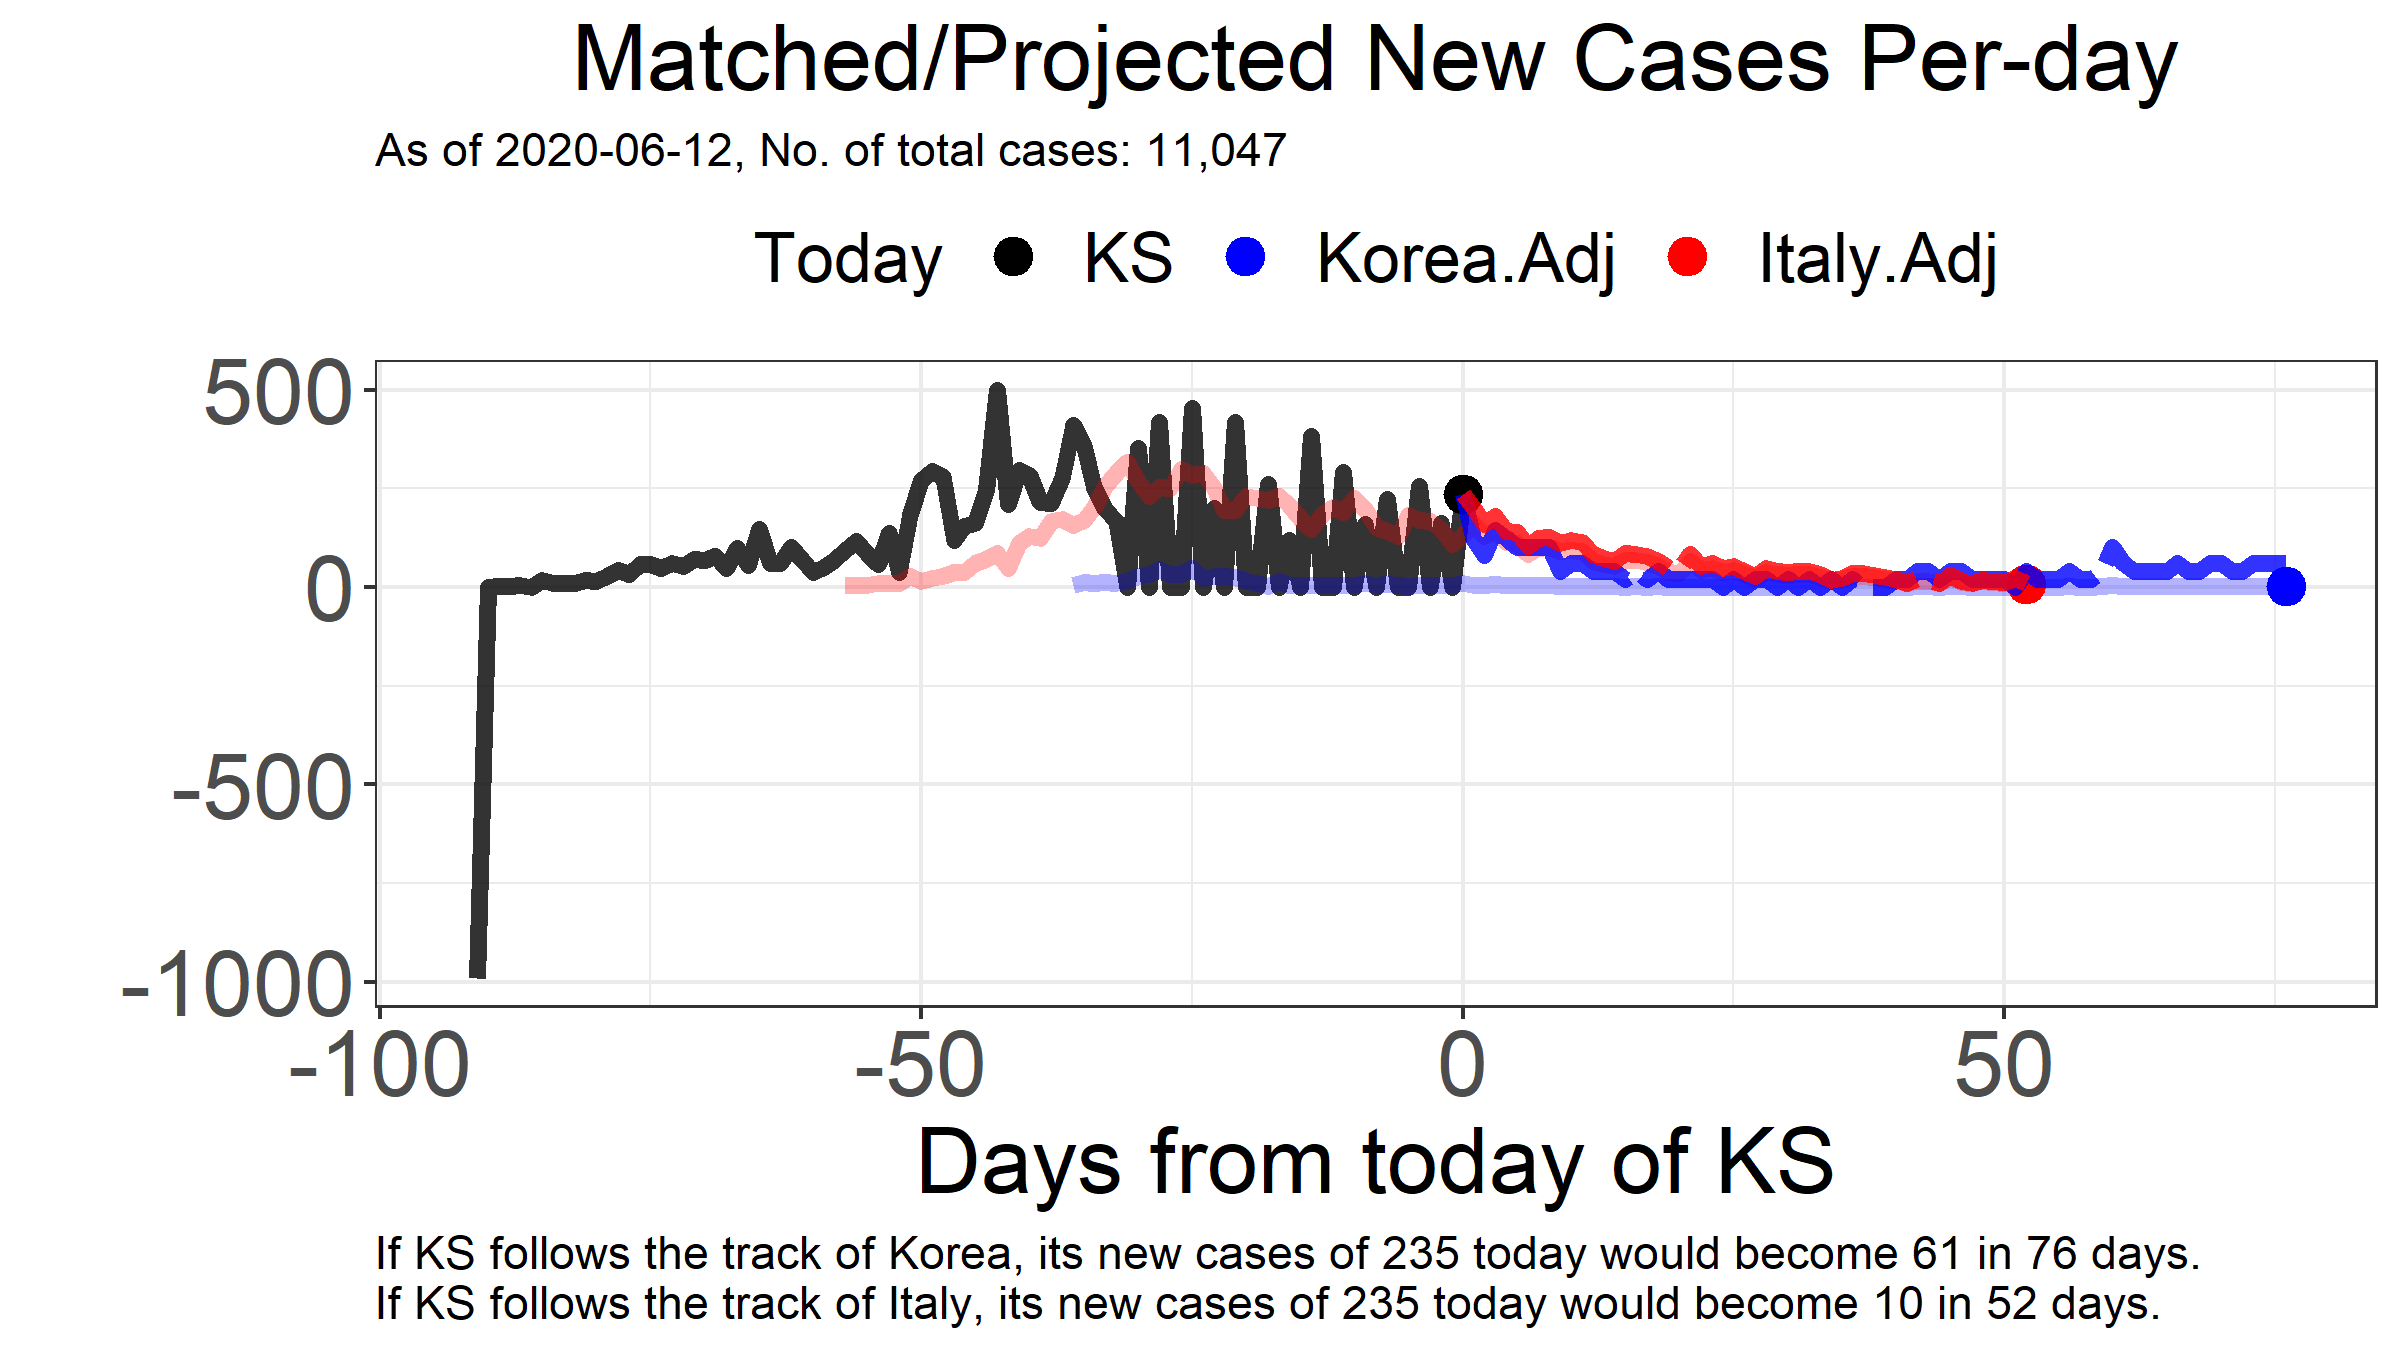 Matched/Projected New Cases Per-day
As of 2020-06-12, No. of total cases: 11,047
Today KS Korea.Adj Italy.Adj
500
0
-500
-1000
-100 -50 0 50
Days from today of KS
If KS follows the track of Korea, its new cases of 235 today would become 61 in 76 days.
If KS follows the track of Italy, its new cases of 235 today would become 10 in 52 days.